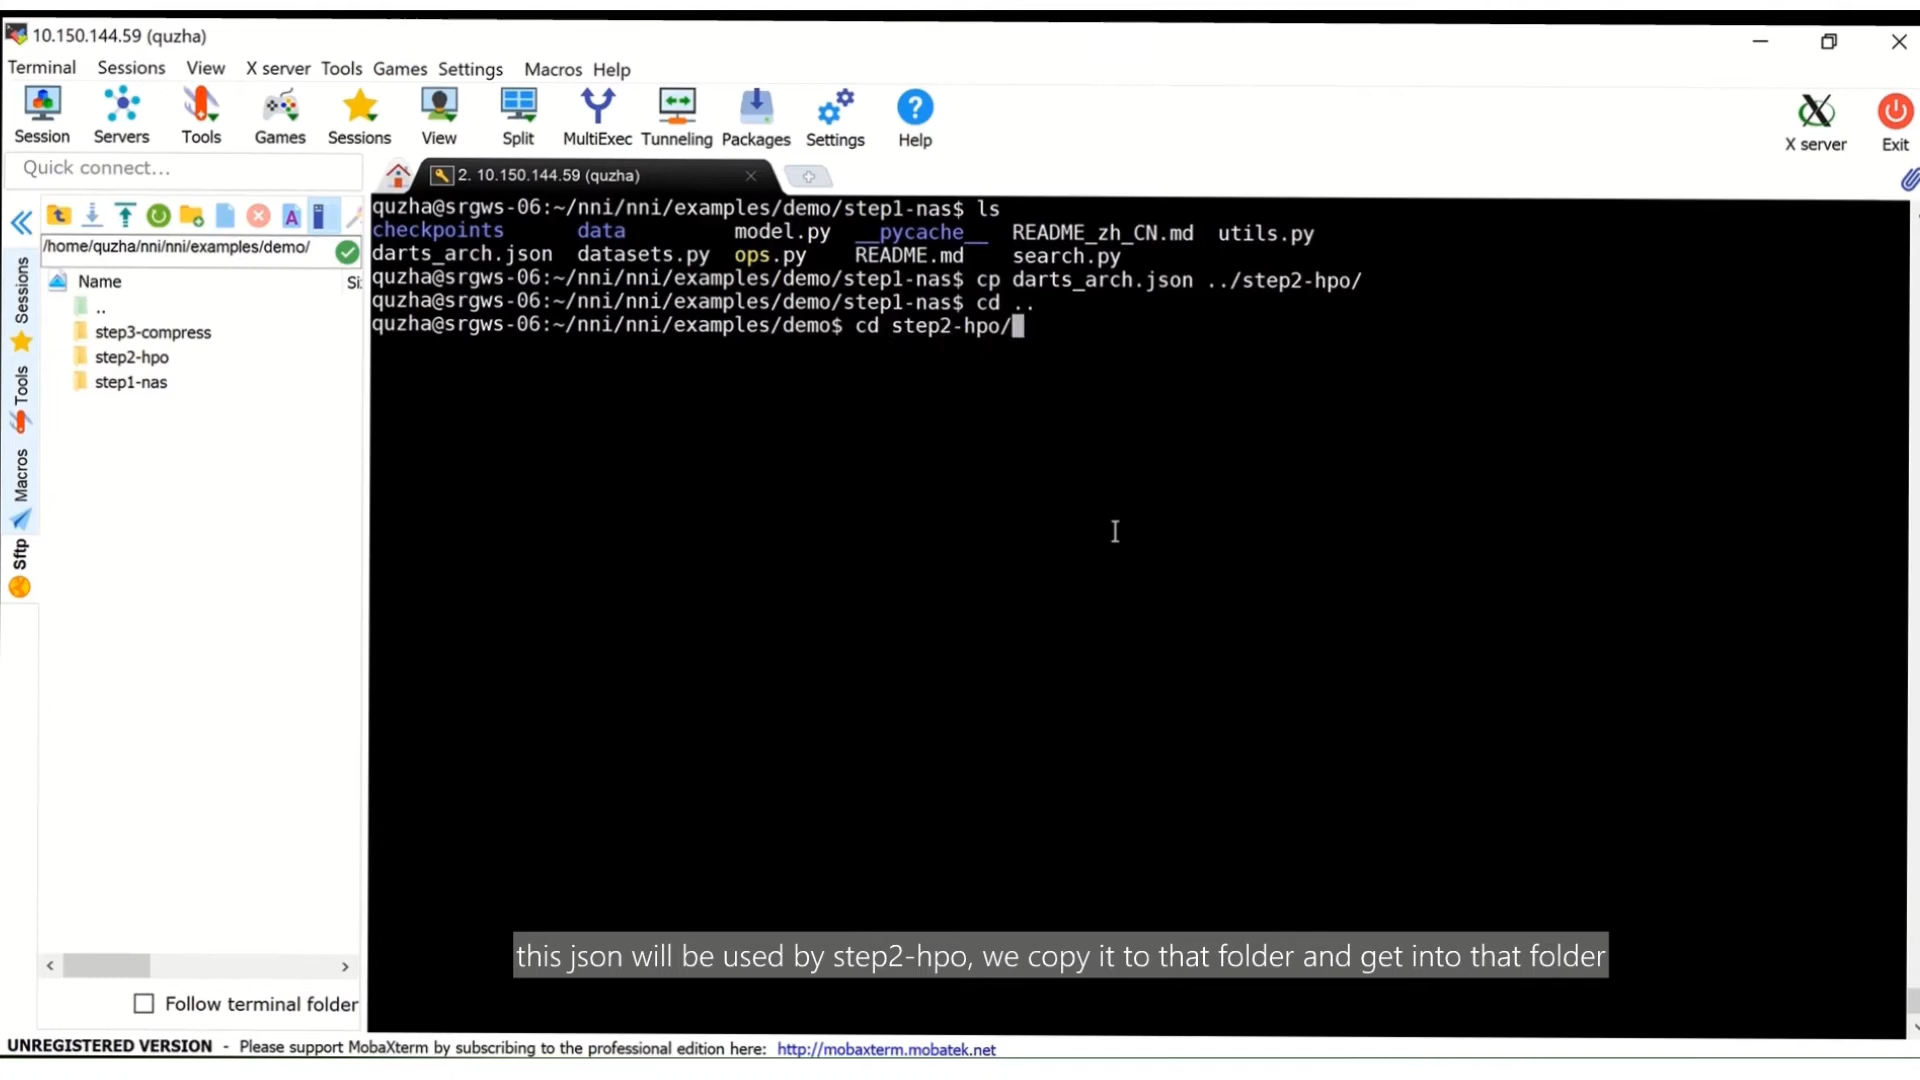 10.150.144.59 (quzha)
Terminal Sessions View X server Tools Games Settings Macros Help
Session Servers Tools Games Sessions View Split MultiExec Tunneling Packages Settings Help X server Exit
Quick connect...
2. 10.150.144.59 (quzha)
/home/quzha/nni/nni/examples/demo/
Name Si
..
step3-compress
step2-hpo
step1-nas
Sessions
Tools
Macros
Sftp
Follow terminal folder
quzha@srgws-06:~/nni/nni/examples/demo/step1-nas$ ls
checkpoints data model.py __pycache__ README_zh_CN.md utils.py
darts_arch.json datasets.py ops.py README.md search.py
quzha@srgws-06:~/nni/nni/examples/demo/step1-nas$ cp darts_arch.json ../step2-hpo/
quzha@srgws-06:~/nni/nni/examples/demo/step1-nas$ cd ..
quzha@srgws-06:~/nni/nni/examples/demo$ cd step2-hpo/
this json will be used by step2-hpo, we copy it to that folder and get into that folder
UNREGISTERED VERSION - Please support MobaXterm by subscribing to the professional edition here: http://mobaxterm.mobatek.net